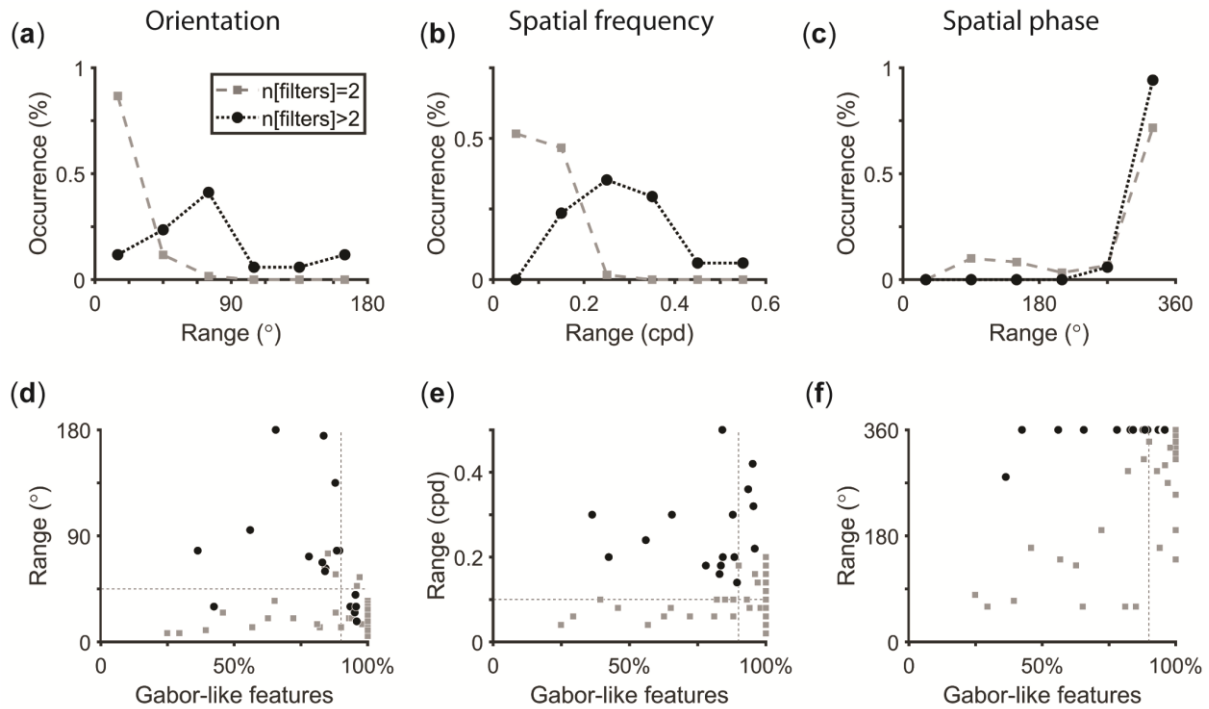 Orientation
Spatial frequency
Spatial phase
(a)
(b)
(c)
Occurrence (%)
1
0.5
0
n[filters]=2
n[filters]>2
0
90
180
Range (°)
Occurrence (%)
0.5
0
0
0.2
0.4
0.6
Range (cpd)
Occurrence (%)
1
0.5
0
0
180
360
Range (°)
(d)
(e)
(f)
Range (°)
180
90
0
0
50%
100%
Gabor-like features
Range (cpd)
0.4
0.2
0
0
50%
100%
Gabor-like features
Range (°)
360
180
0
0
50%
100%
Gabor-like features